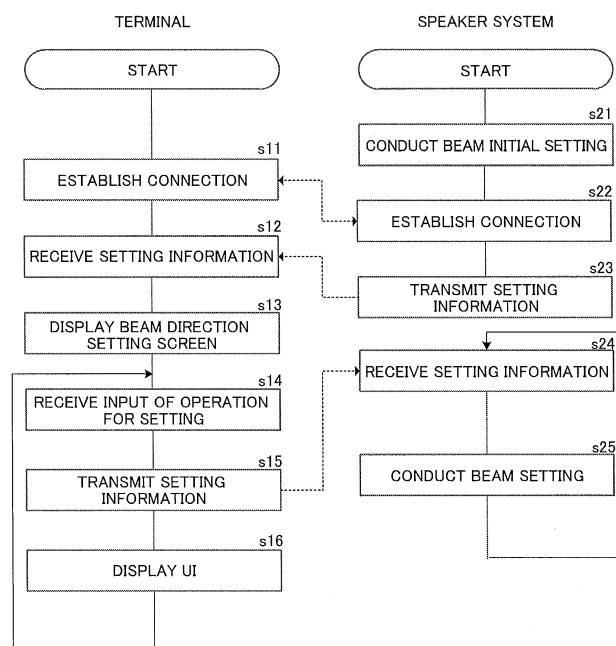 TERMINAL
START
s11
ESTABLISH CONNECTION
s12
RECEIVE SETTING INFORMATION
s13
DISPLAY BEAM DIRECTION
SETTING SCREEN
s14
RECEIVE INPUT OF OPERATION
FOR SETTING
s15
TRANSMIT SETTING
INFORMATION
s16
DISPLAY UI
SPEAKER SYSTEM
START
s21
CONDUCT BEAM INITIAL SETTING
s22
ESTABLISH CONNECTION
s23
TRANSMIT SETTING
INFORMATION
s24
RECEIVE SETTING INFORMATION
s25
CONDUCT BEAM SETTING